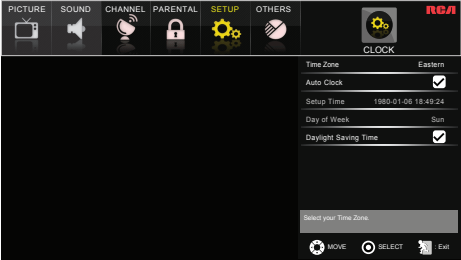 PICTURE SOUND CHANNEL PARENTAL SETUP OTHERS
RCA
CLOCK
Time Zone Eastern
Auto Clock
Setup Time 1980-01-06 18:49:24
Day of Week Sun
Daylight Saving Time
Select your Time Zone.
MOVE SELECT : Exit